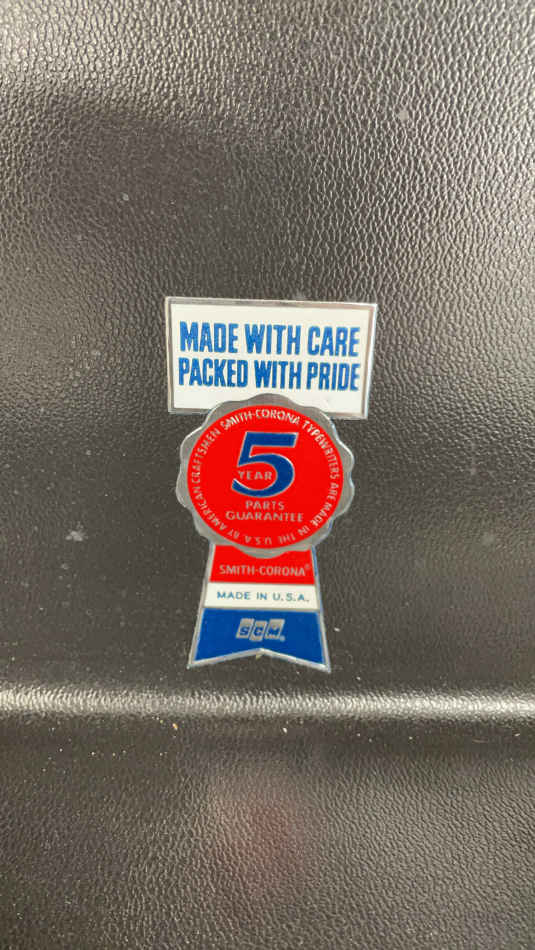 MADE WITH CARE
PACKED WITH PRIDE
SMITH-CORONA TYPEWRITERS ARE MADE IN THE U.S.A. BY AMERICAN CRAFTSMEN
5
YEAR
PARTS
GUARANTEE
SMITH-CORONA®
MADE IN U.S.A.
SCM®